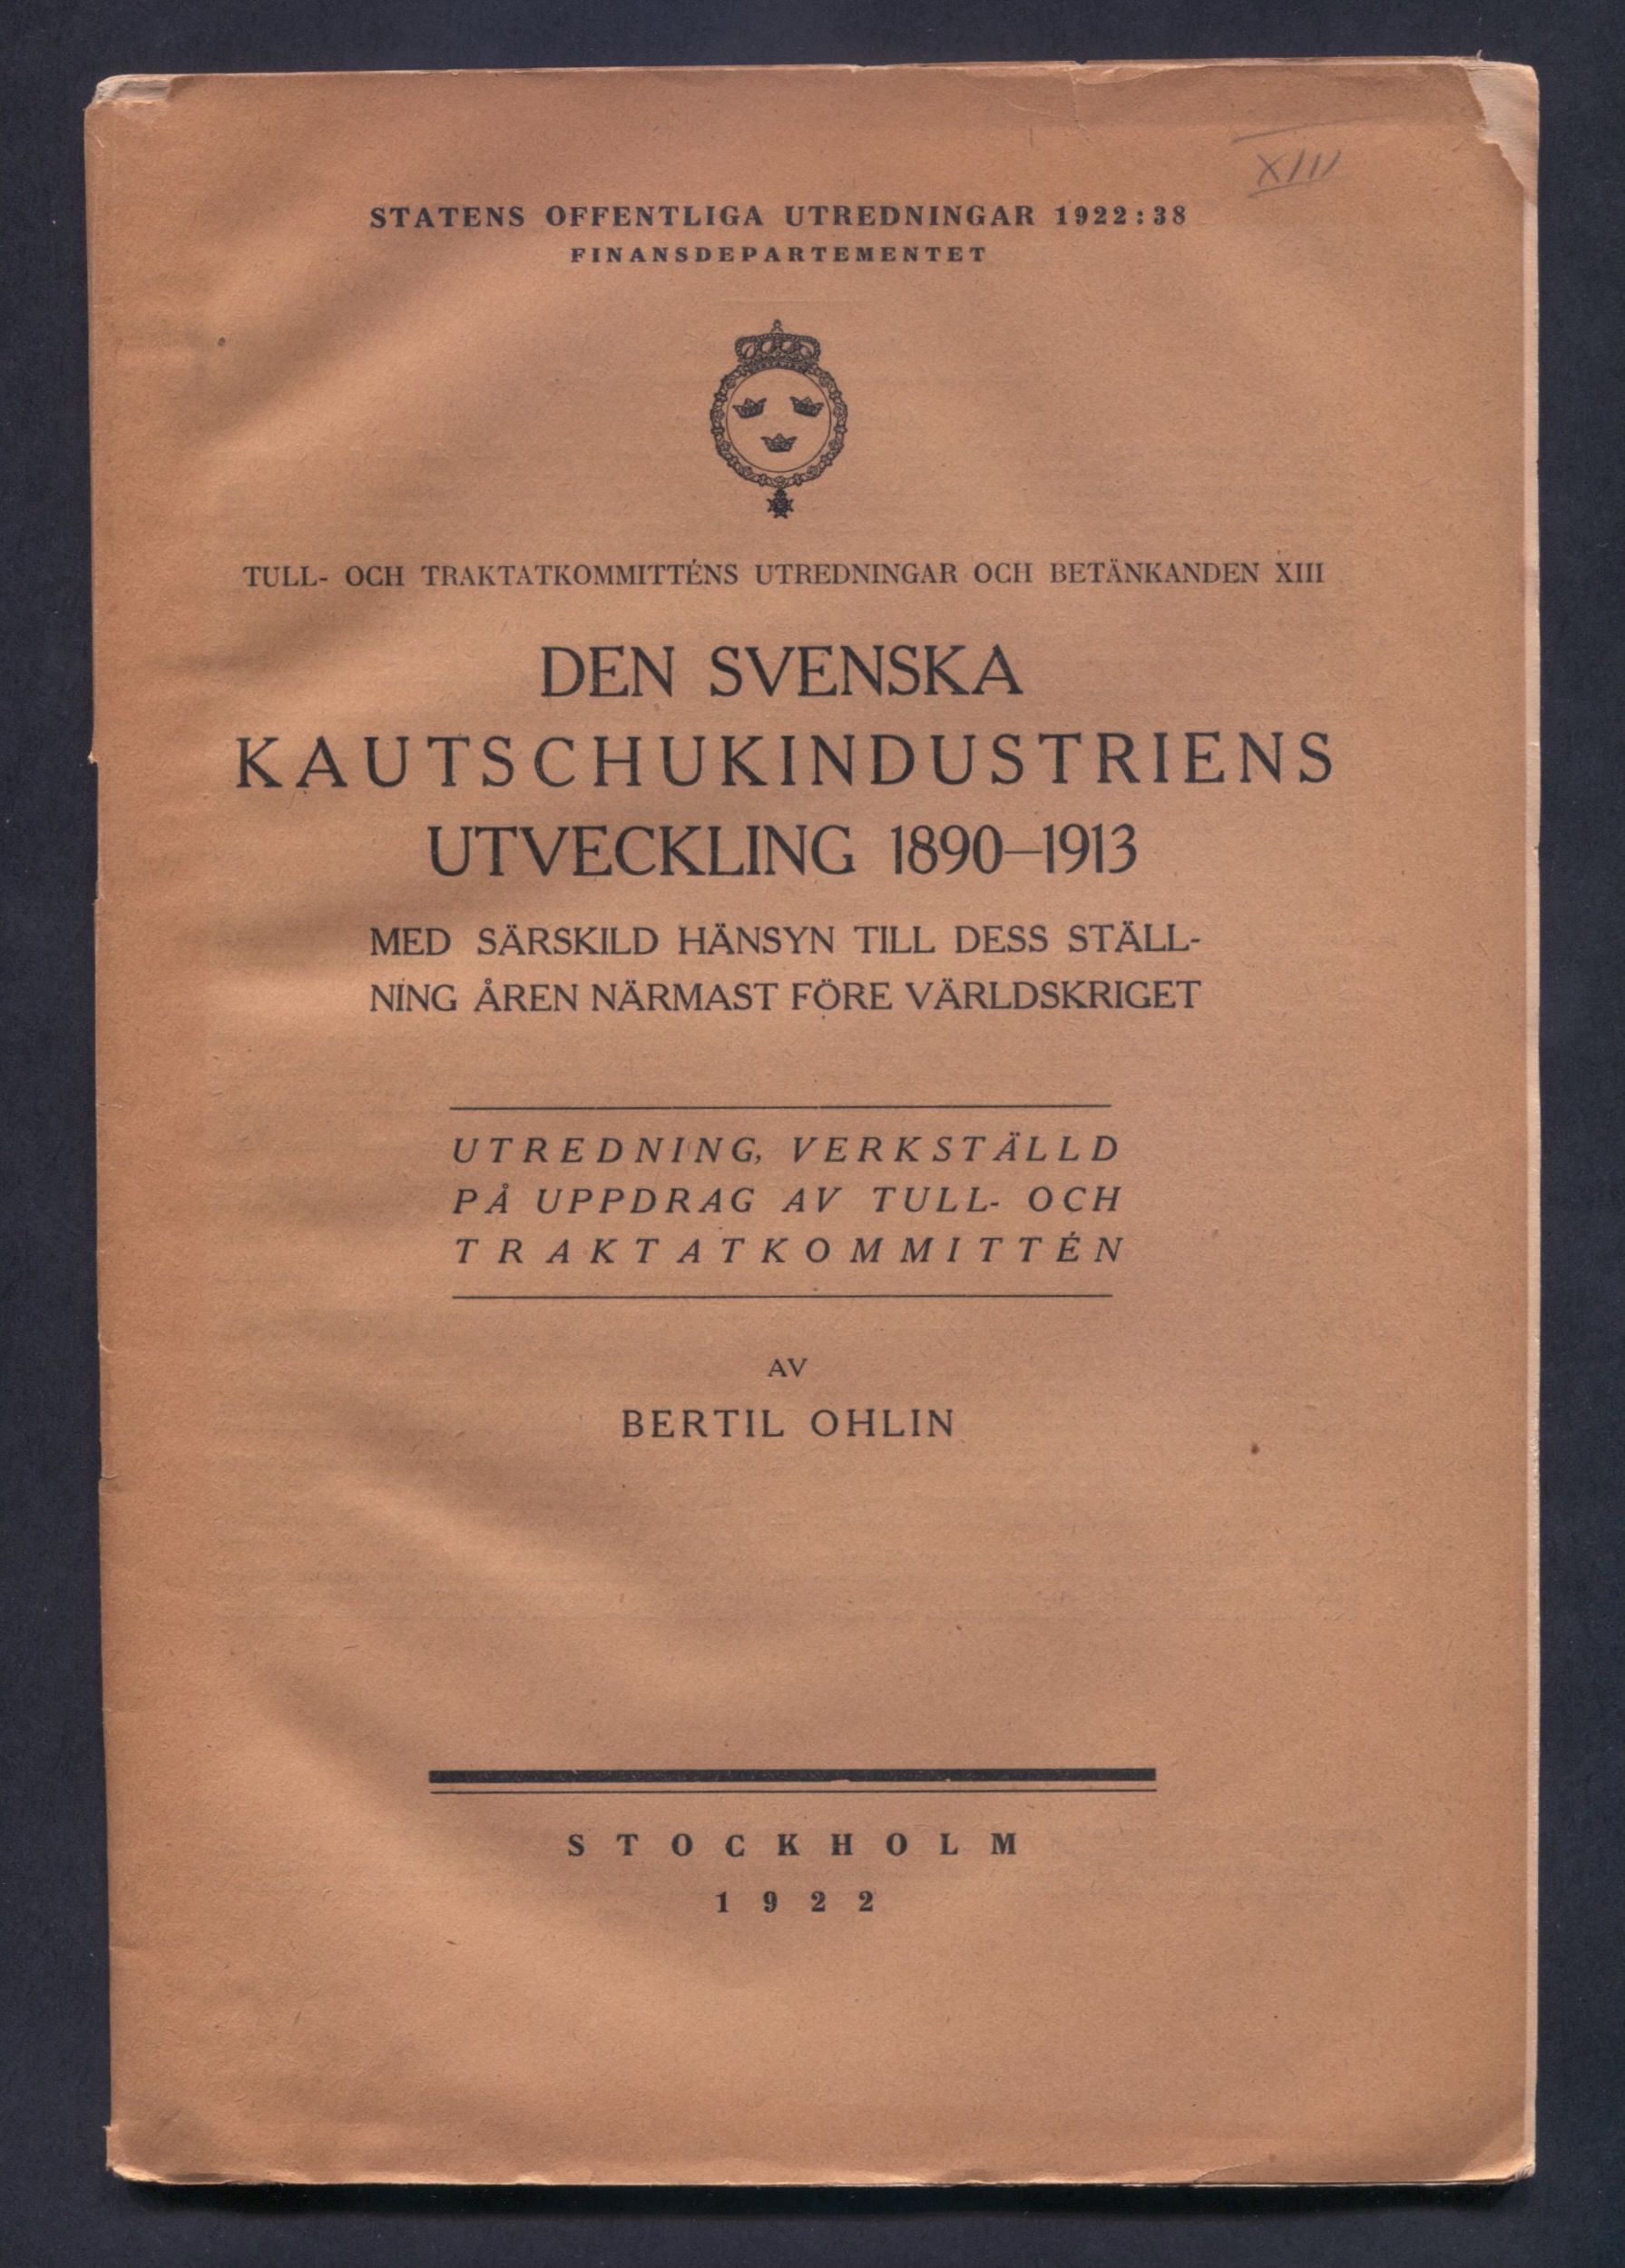 XIII
STATENS OFFENTLIGA UTREDNINGAR 1922:38
FINANSDEPARTEMENTET
TULL- OCH TRAKTATKOMMITTÉNS UTREDNINGAR OCH BETÄNKANDEN XIII
DEN SVENSKA
KAUTSCHUKINDUSTRIENS
UTVECKLING 1890–1913
MED SÄRSKILD HÄNSYN TILL DESS STÄLL-
NING ÅREN NÄRMAST FÖRE VÄRLDSKRIGET
UTREDNING, VERKSTÄLLD
PÅ UPPDRAG AV TULL- OCH
TRAKTATKOMMITTÉN
AV
BERTIL OHLIN
STOCKHOLM
1922